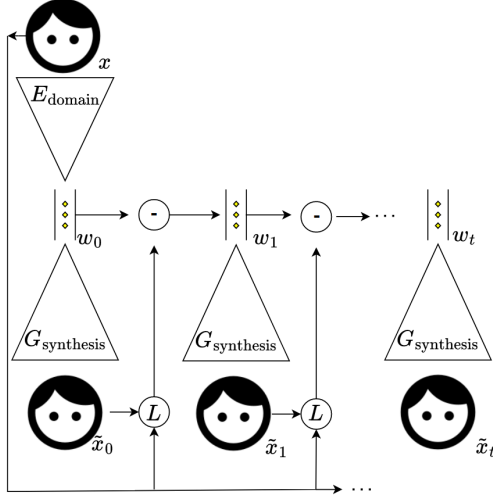 x
E_domain
- - ...
w_0 w_1 w_t
G_synthesis G_synthesis G_synthesis
L L
x̃_0 x̃_1 x̃_t
...